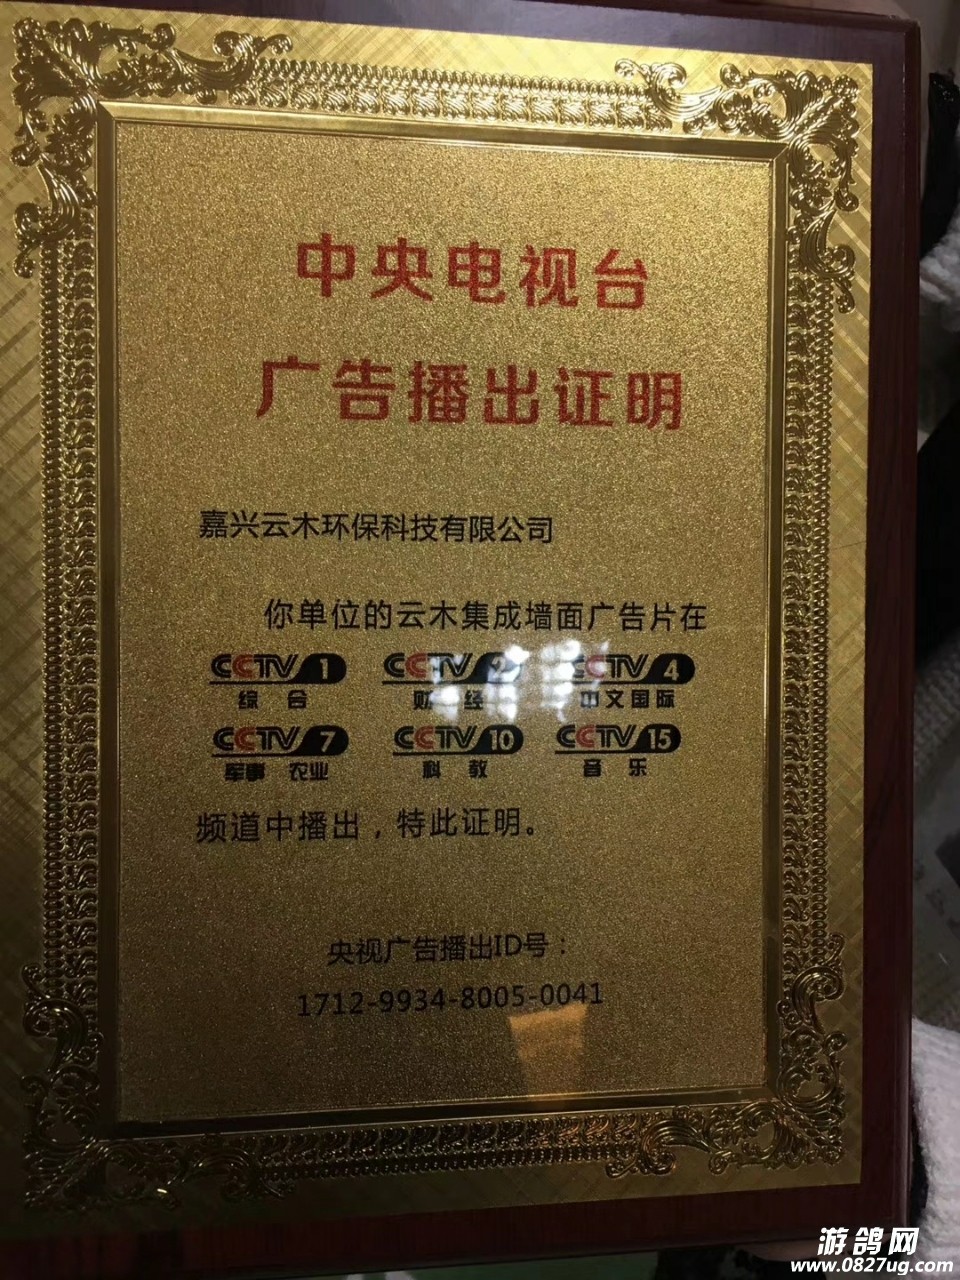 中央电视台
广告播出证明
嘉兴云木环保科技有限公司
你单位的云木集成墙面广告片在
CCTV 1 CCTV 2 CCTV 4
综合 财经 中文国际
CCTV 7 CCTV 10 CCTV 15
军事 农业 科教 音乐
频道中播出，特此证明。
央视广告播出ID号：
1712-9934-8005-0041
游鸽网
www.0827ug.com